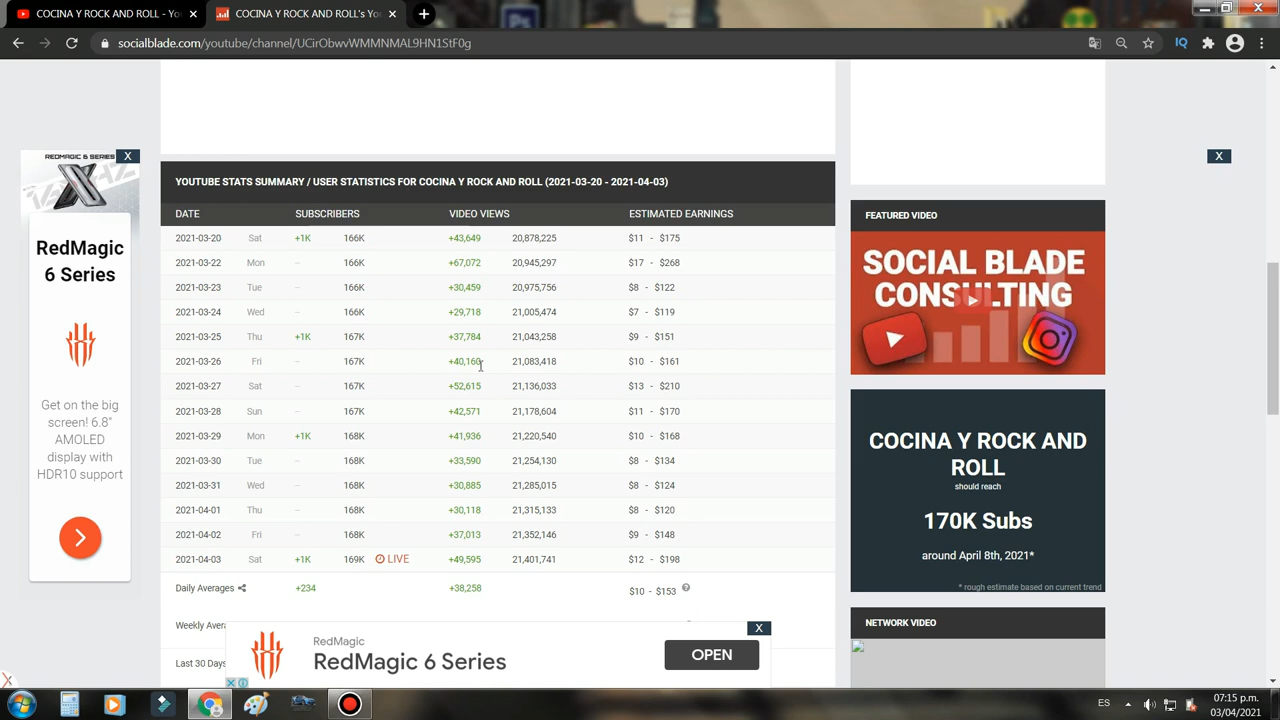 COCINA Y ROCK AND ROLL - Yo
COCINA Y ROCK AND ROLL's Yo
socialblade.com/youtube/channel/UCirObwvWMMNMAL9HN1StF0g
IQ
REDMAGIC 6 SERIES
X
X
RedMagic
6 Series
Get on the big
screen! 6.8"
AMOLED
display with
HDR10 support
YOUTUBE STATS SUMMARY / USER STATISTICS FOR COCINA Y ROCK AND ROLL (2021-03-20 - 2021-04-03)
DATE SUBSCRIBERS VIDEO VIEWS ESTIMATED EARNINGS
2021-03-20 Sat +1K 166K +43,649 20,878,225 $11 - $175
2021-03-22 Mon -- 166K +67,072 20,945,297 $17 - $268
2021-03-23 Tue -- 166K +30,459 20,975,756 $8 - $122
2021-03-24 Wed -- 166K +29,718 21,005,474 $7 - $119
2021-03-25 Thu +1K 167K +37,784 21,043,258 $9 - $151
2021-03-26 Fri -- 167K +40,160 21,083,418 $10 - $161
2021-03-27 Sat -- 167K +52,615 21,136,033 $13 - $210
2021-03-28 Sun -- 167K +42,571 21,178,604 $11 - $170
2021-03-29 Mon +1K 168K +41,936 21,220,540 $10 - $168
2021-03-30 Tue -- 168K +33,590 21,254,130 $8 - $134
2021-03-31 Wed -- 168K +30,885 21,285,015 $8 - $124
2021-04-01 Thu -- 168K +30,118 21,315,133 $8 - $120
2021-04-02 Fri -- 168K +37,013 21,352,146 $9 - $148
2021-04-03 Sat +1K 169K LIVE +49,595 21,401,741 $12 - $198
Daily Averages +234 +38,258 $10 - $153
Weekly Avera
Last 30 Days
RedMagic
RedMagic 6 Series
OPEN
X
FEATURED VIDEO
SOCIAL BLADE
CONSULTING
COCINA Y ROCK AND
ROLL
should reach
170K Subs
around April 8th, 2021*
* rough estimate based on current trend
NETWORK VIDEO
X
ES
07:15 p.m.
03/04/2021